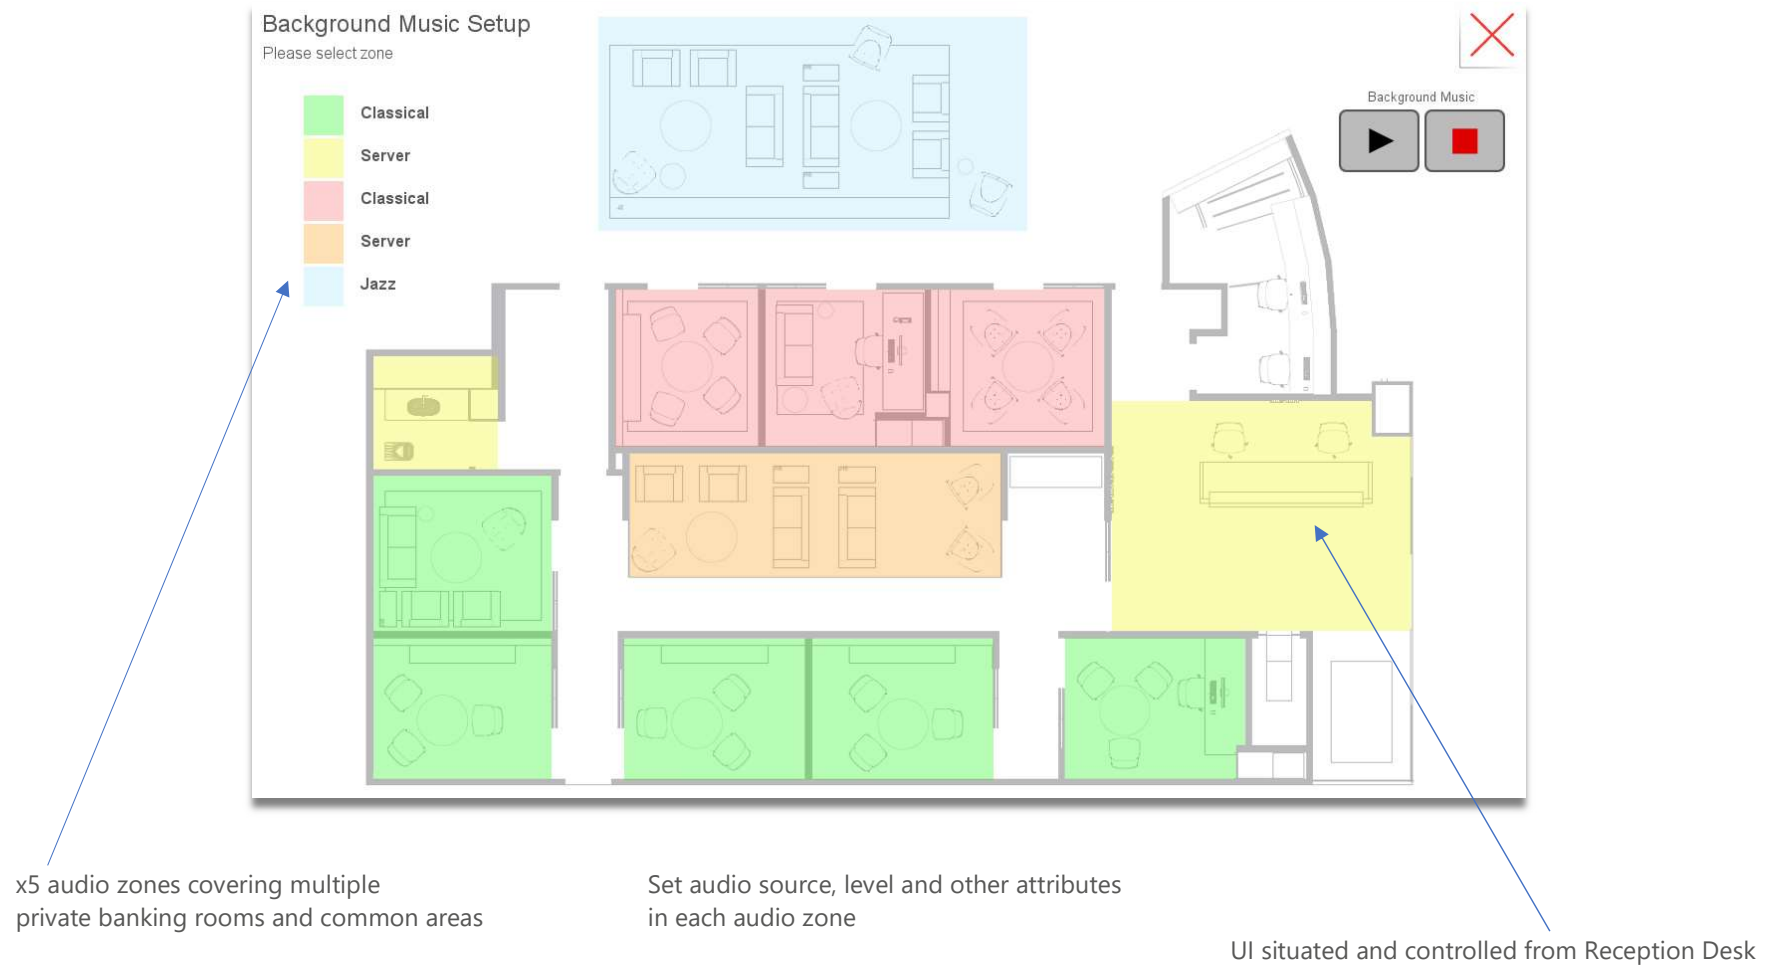 Background Music Setup
Please select zone
Classical
Server
Classical
Server
Jazz
Background Music
x5 audio zones covering multiple
private banking rooms and common areas
Set audio source, level and other attributes
in each audio zone
UI situated and controlled from Reception Desk